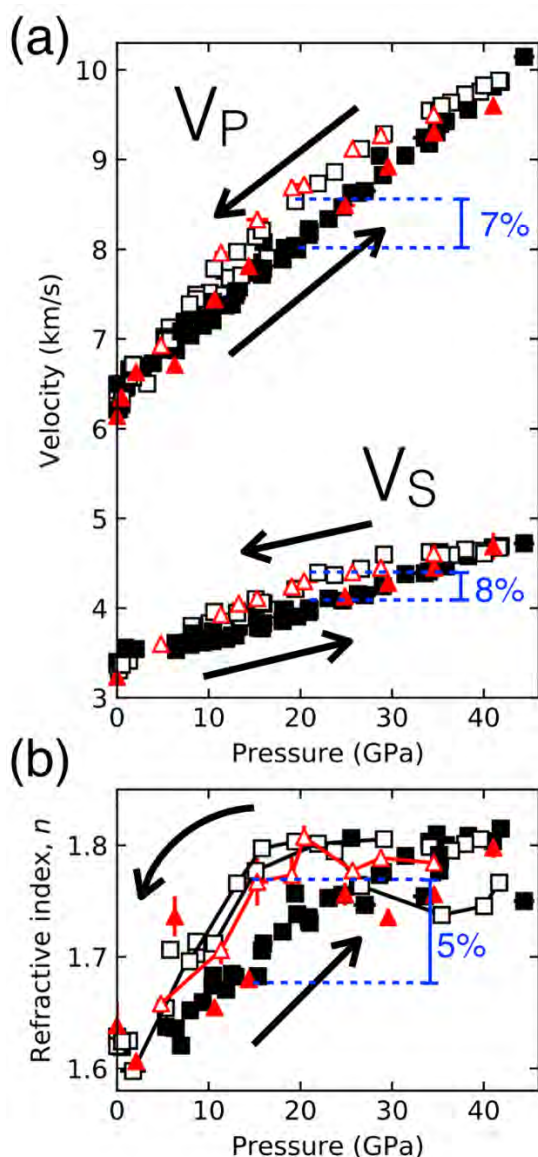 (a)
10
9
8
7
6
5
4
3
Velocity (km/s)
VP
7%
VS
8%
0 10 20 30 40
Pressure (GPa)
(b)
1.8
1.7
1.6
Refractive index, n
5%
0 10 20 30 40
Pressure (GPa)